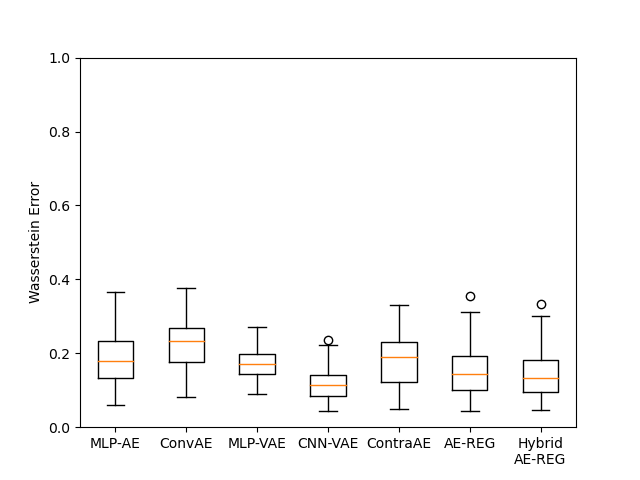 1.0
0.8
0.6
0.4
0.2
0.0
Wasserstein Error
MLP-AE ConvAE MLP-VAE CNN-VAE ContraAE AE-REG Hybrid
AE-REG